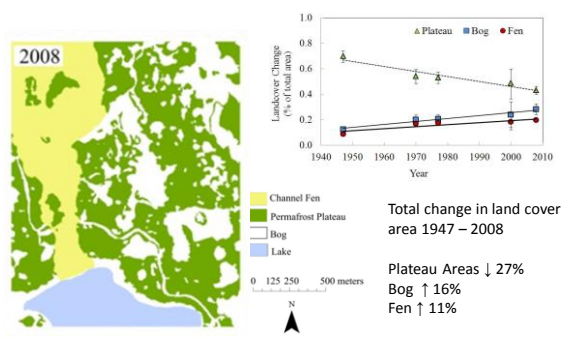 2008
Landcover Change
(% of total area)
1.0
0.8
0.6
0.4
0.2
0.0
Plateau
Bog
Fen
1940
1950
1960
1970
1980
1990
2000
2010
Year
Channel Fen
Permafrost Plateau
Bog
Lake
0 125 250 500 meters
N
Total change in land cover
area 1947 – 2008
Plateau Areas ↓ 27%
Bog ↑ 16%
Fen ↑ 11%